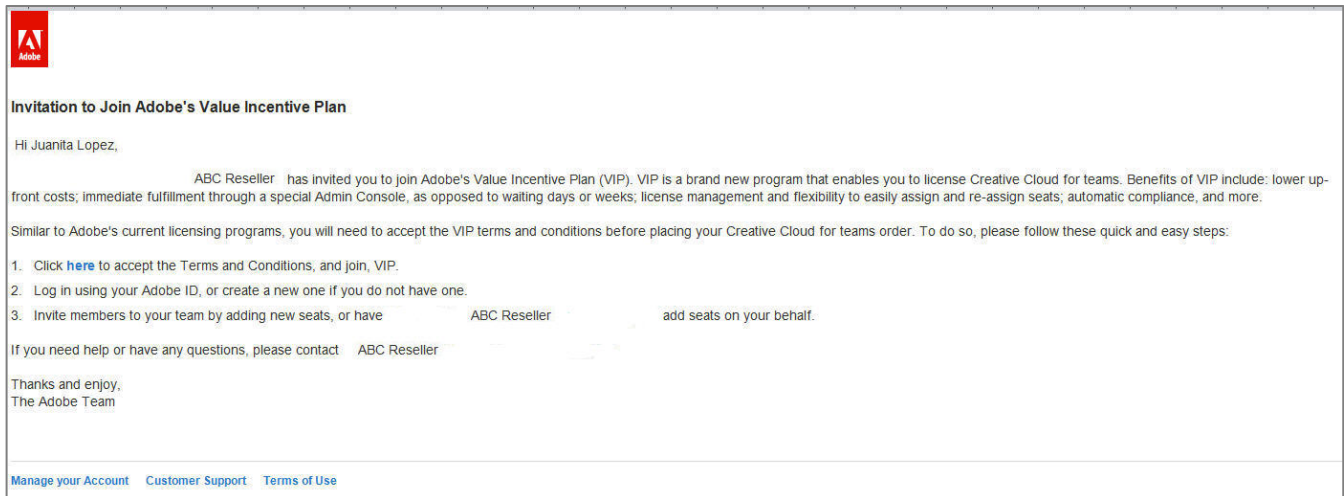 Adobe
Invitation to Join Adobe's Value Incentive Plan
Hi Juanita Lopez,
ABC Reseller has invited you to join Adobe's Value Incentive Plan (VIP). VIP is a brand new program that enables you to license Creative Cloud for teams. Benefits of VIP include: lower up-
front costs; immediate fulfillment through a special Admin Console, as opposed to waiting days or weeks; license management and flexibility to easily assign and re-assign seats; automatic compliance, and more.
Similar to Adobe's current licensing programs, you will need to accept the VIP terms and conditions before placing your Creative Cloud for teams order. To do so, please follow these quick and easy steps:
1. Click here to accept the Terms and Conditions, and join, VIP.
2. Log in using your Adobe ID, or create a new one if you do not have one.
3. Invite members to your team by adding new seats, or have ABC Reseller add seats on your behalf.
If you need help or have any questions, please contact ABC Reseller
Thanks and enjoy,
The Adobe Team
Manage your Account Customer Support Terms of Use